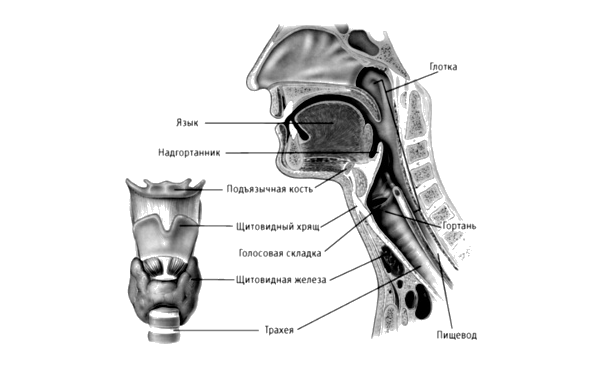 Глотка
Язык
Надгортанник
Подъязычная кость
Щитовидный хрящ
Гортань
Голосовая складка
Щитовидная железа
Трахея
Пищевод